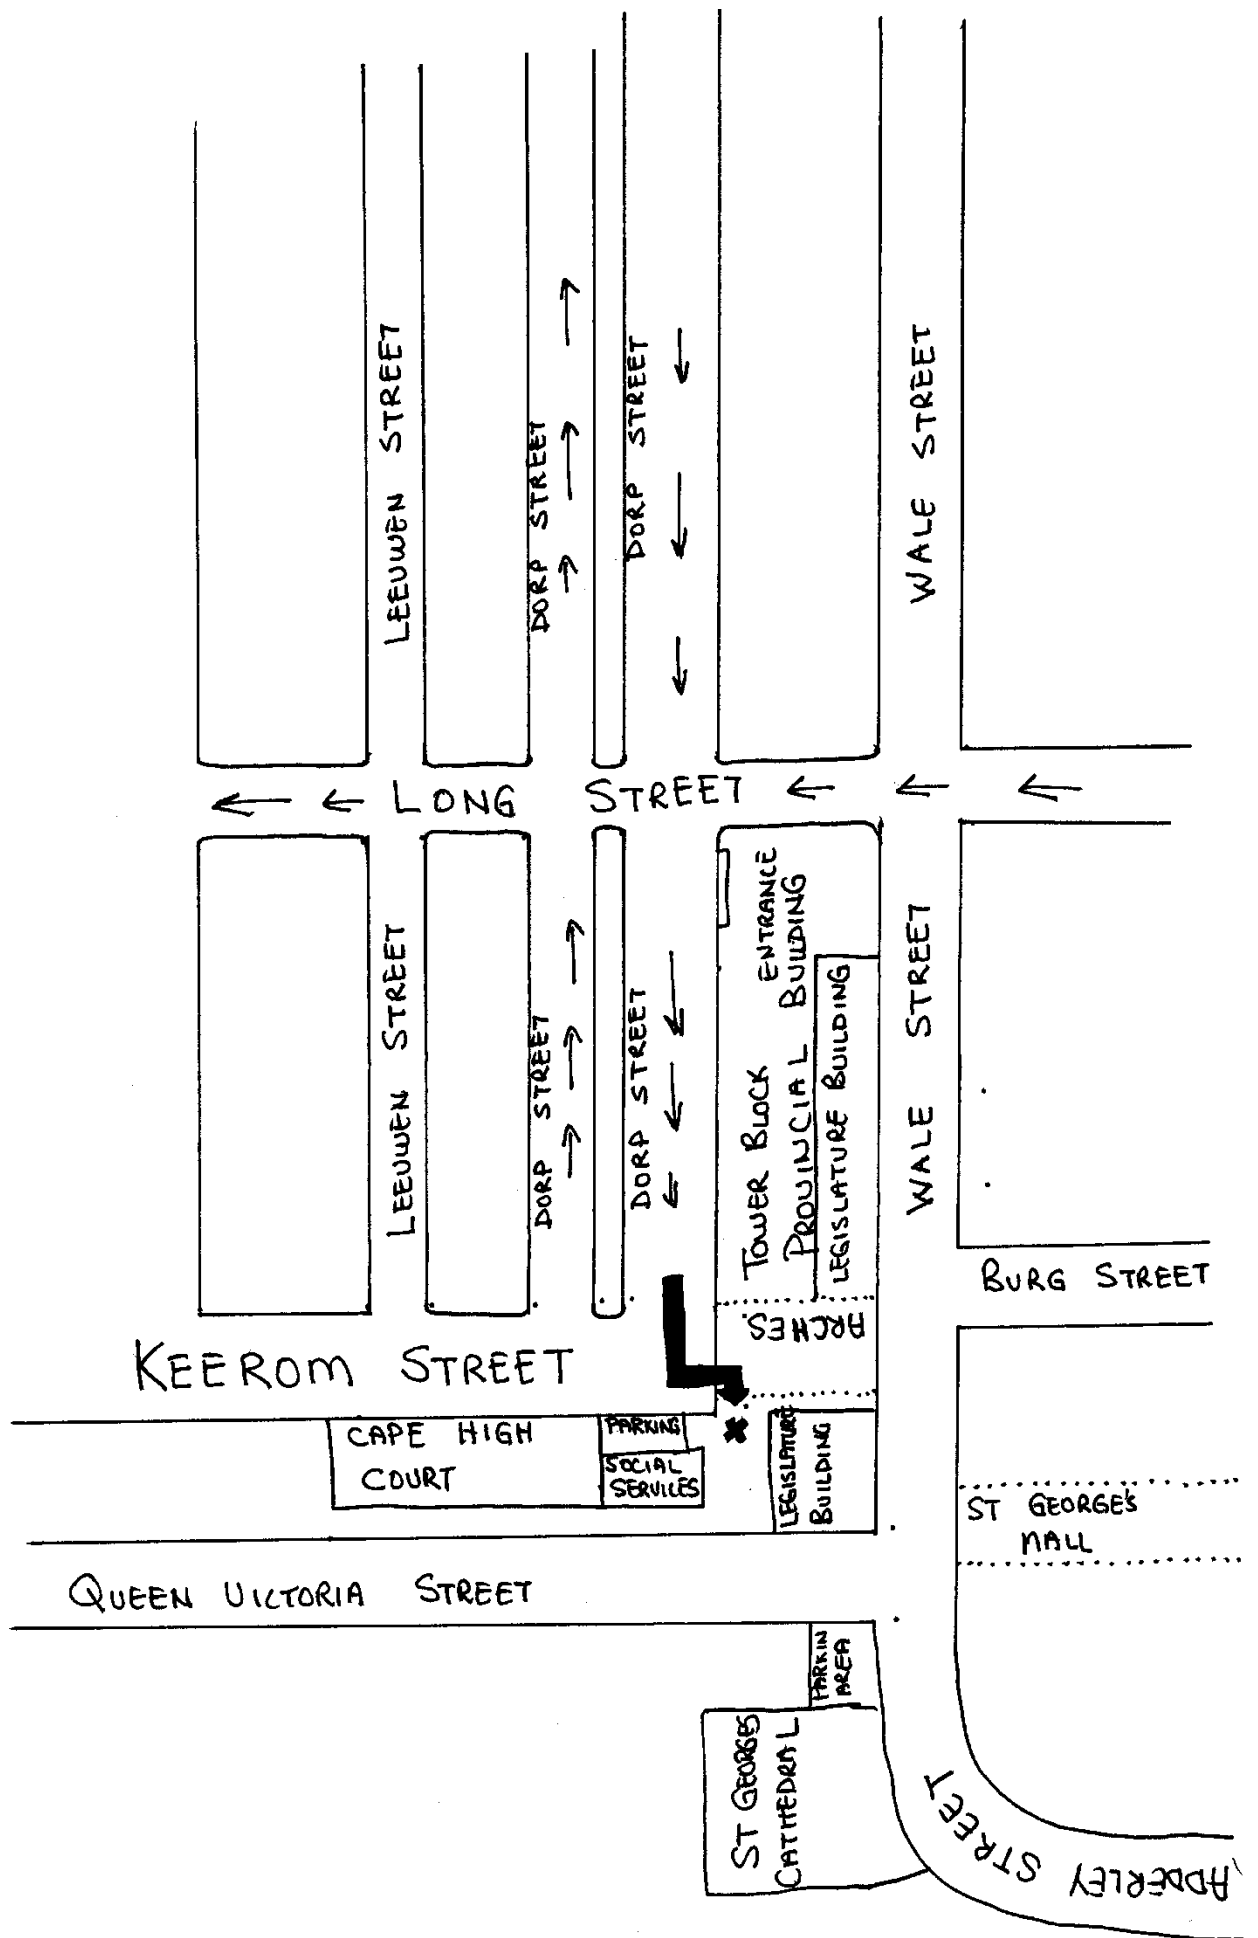 LEEUWEN STREET
DORP STREET
DORP STREET
WALE STREET
LONG STREET
LEEUWEN STREET
DORP STREET
DORP STREET
TOWER BLOCK
ENTRANCE
PROVINCIAL BUILDING
LEGISLATURE BUILDING
WALE STREET
BURG STREET
ARCHES.
KEEROM STREET
CAPE HIGH
COURT
PARKING
SOCIAL
SERVICES
LEGISLATURE
BUILDING
ST GEORGE'S
MALL
QUEEN VICTORIA STREET
PARKIN
AREA
ST GEORGES
CATHEDRAL
ADDERLEY STREET